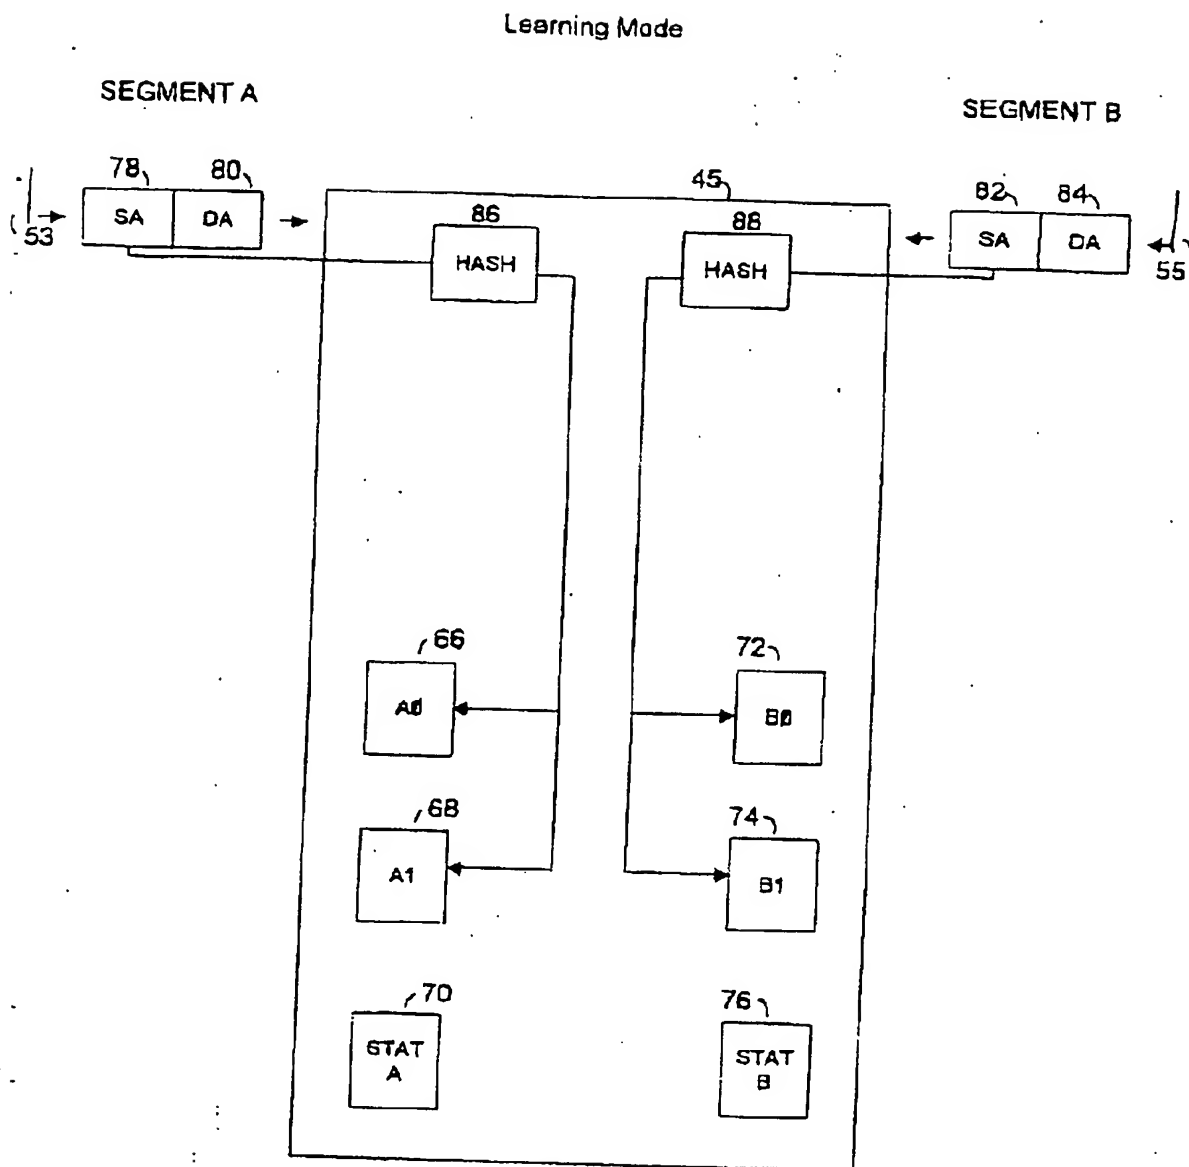 Learning Mode
SEGMENT A
SEGMENT B
78
80
45
82
84
53
SA
DA
86
HASH
88
HASH
SA
DA
55
66
A0
72
B0
68
A1
74
B1
70
STAT
A
76
STAT
B